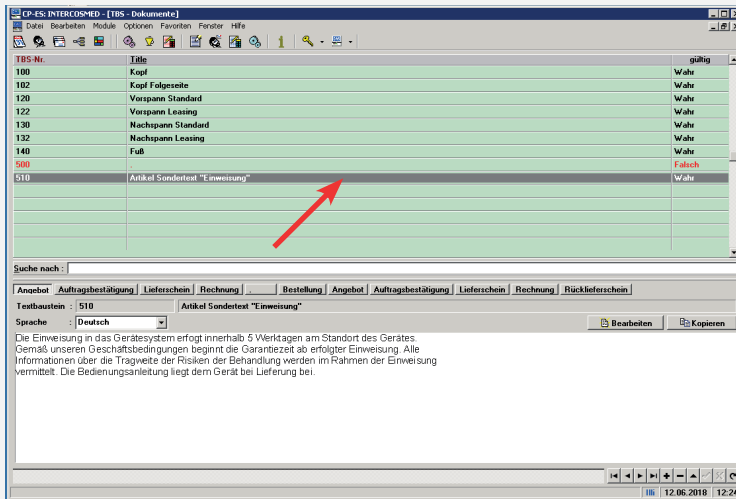 CP-ES: INTERCOSMED - [TBS - Dokumente]
Datei Bearbeiten Module Optionen Favoriten Fenster Hilfe
TBS-Nr. Title gültig
100 Kopf Wahr
102 Kopf Folgeseite Wahr
120 Vorspann Standard Wahr
122 Vorspann Leasing Wahr
130 Nachspann Standard Wahr
132 Nachspann Leasing Wahr
140 Fuß Wahr
500 . Falsch
510 Artikel Sondertext "Einweisung" Wahr
Suche nach :
Angebot Auftragsbestätigung Lieferschein Rechnung . Bestellung Angebot Auftragsbestätigung Lieferschein Rechnung Rücklieferschein
Textbaustein : 510 Artikel Sondertext "Einweisung"
Sprache : Deutsch Bearbeiten Kopieren
Die Einweisung in das Gerätesystem erfogt innerhalb 5 Werktagen am Standort des Gerätes.
Gemäß unseren Geschäftsbedingungen beginnt die Garantiezeit ab erfolgter Einweisung. Alle
Informationen über die Tragweite der Risiken der Behandlung werden im Rahmen der Einweisung
vermittelt. Die Bedienungsanleitung liegt dem Gerät bei Lieferung bei.
12.06.2018 12:24